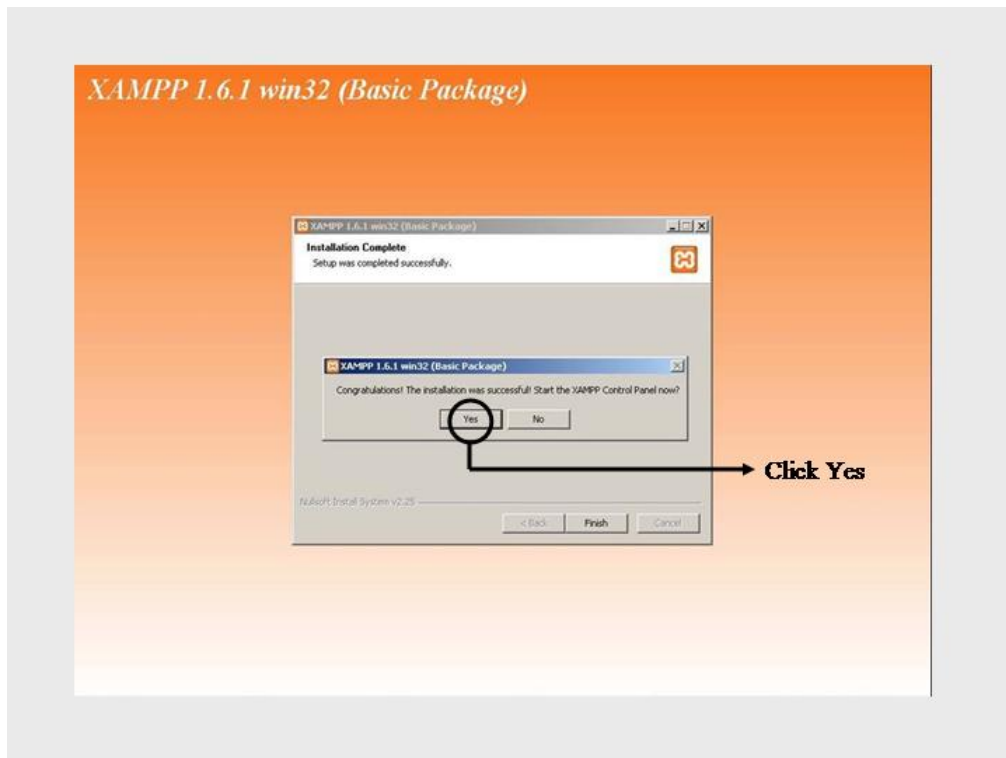 XAMPP 1.6.1 win32 (Basic Package)
XAMPP 1.6.1 win32 (Basic Package)
Installation Complete
Setup was completed successfully.
XAMPP 1.6.1 win32 (Basic Package)
Congratulations! The installation was successful! Start the XAMPP Control Panel now?
Yes No
Click Yes
Nullsoft Install System v2.25
< Back Finish Cancel